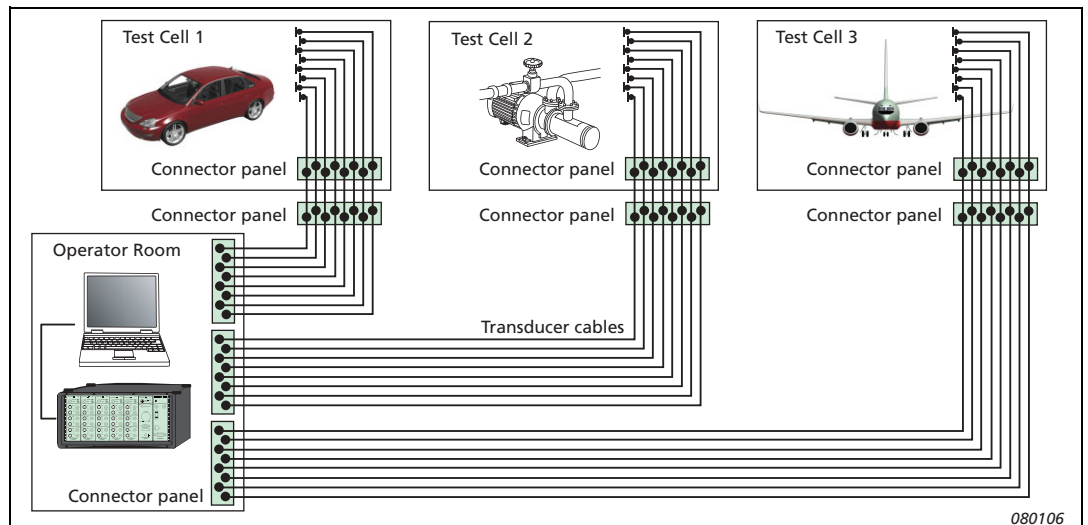 Test Cell 1
Test Cell 2
Test Cell 3
Connector panel
Connector panel
Connector panel
Connector panel
Connector panel
Connector panel
Operator Room
Transducer cables
Connector panel
080106